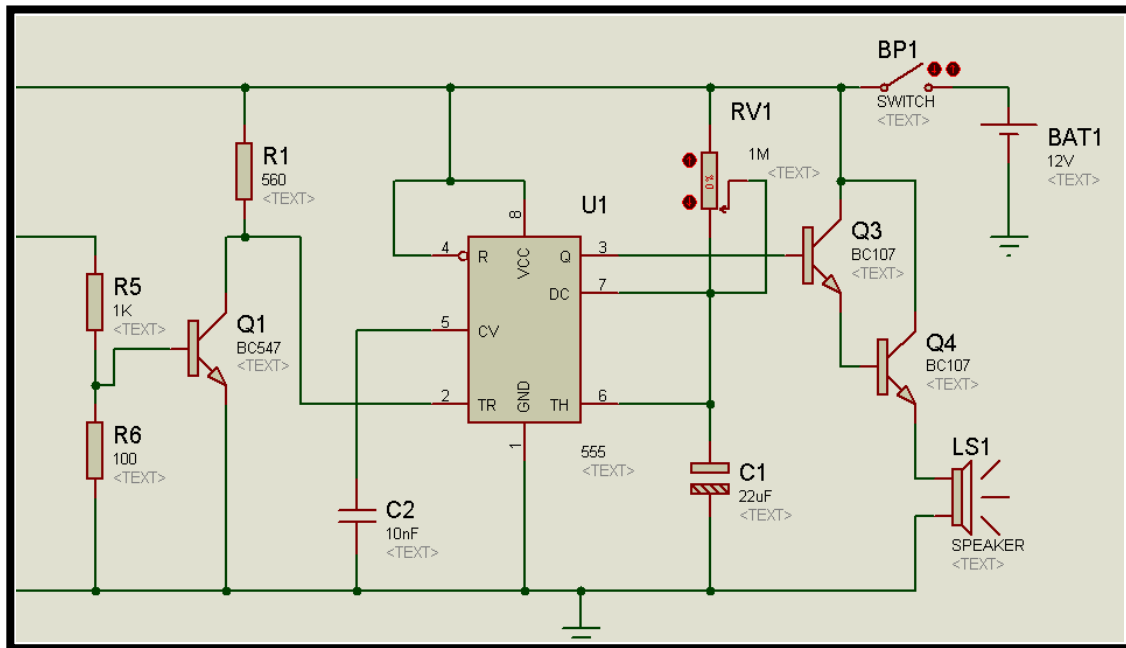 BP1
SWITCH
<TEXT>
BAT1
12V
<TEXT>
RV1
1M
<TEXT>
0%
R1
560
<TEXT>
U1
8
VCC
4
R
Q
3
DC
7
5
CV
2
TR
GND
1
TH
6
555
<TEXT>
Q3
BC107
<TEXT>
R5
1K
<TEXT>
Q1
BC547
<TEXT>
Q4
BC107
<TEXT>
R6
100
<TEXT>
C2
10nF
<TEXT>
C1
22uF
<TEXT>
LS1
SPEAKER
<TEXT>